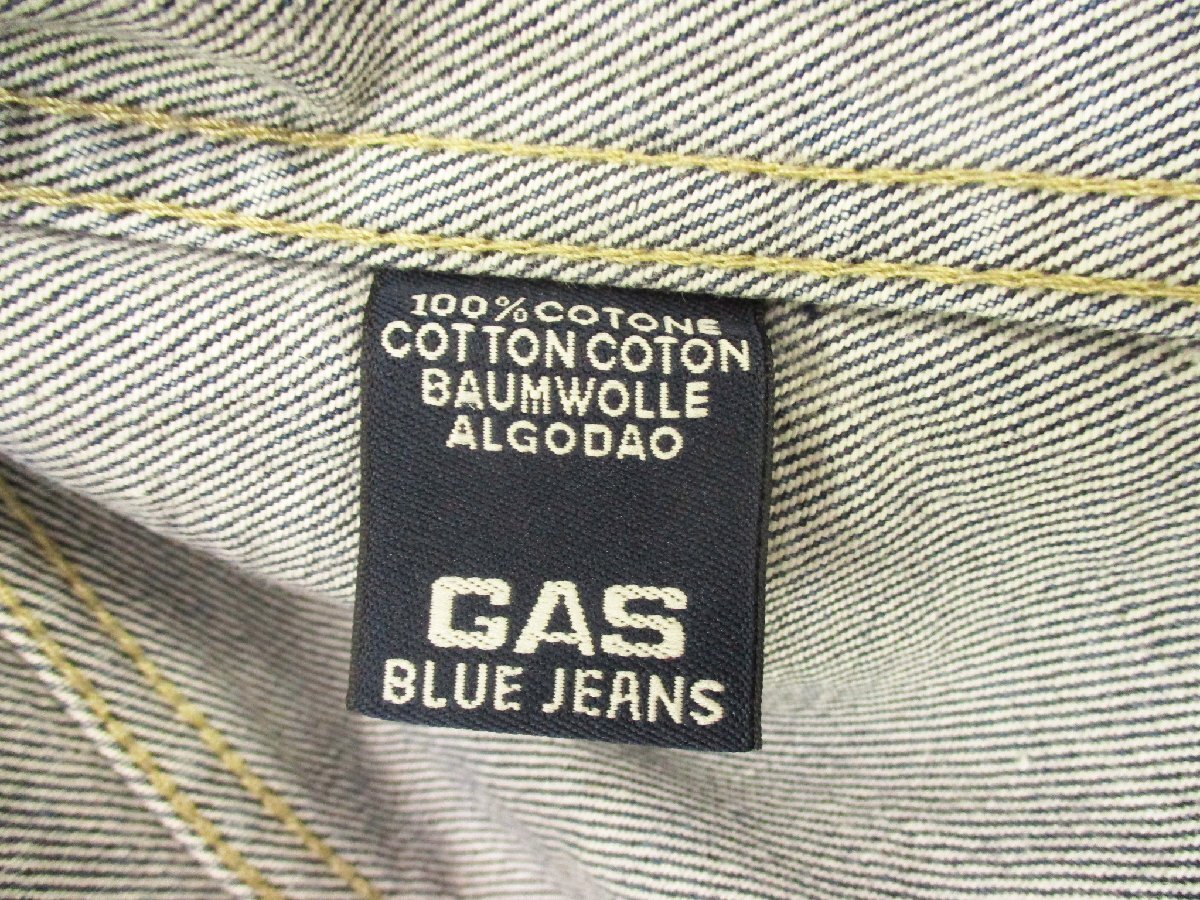 100% COTONE
COTTON COTON
BAUMWOLLE
ALGODAO
GAS
BLUE JEANS